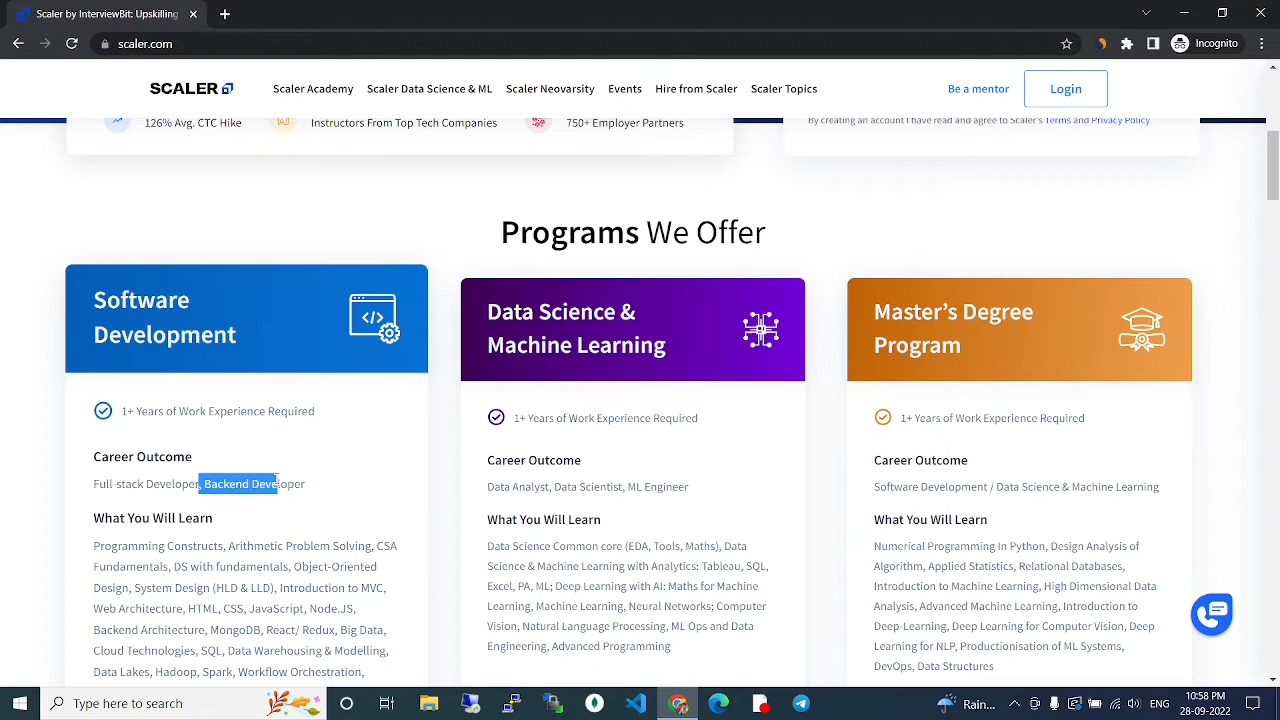 Scaler by InterviewBit: Upskilling
scaler.com
Incognito
SCALER
Scaler Academy
Scaler Data Science & ML
Scaler Neovarsity
Events
Hire from Scaler
Scaler Topics
Be a mentor
Login
126% Avg. CTC Hike
Instructors From Top Tech Companies
750+ Employer Partners
By creating an account I have read and agree to Scaler's Terms and Privacy Policy
Programs We Offer
Software
Development
1+ Years of Work Experience Required
Career Outcome
Full-stack Developer, Backend Developer
What You Will Learn
Programming Constructs, Arithmetic Problem Solving, CSA
Fundamentals, DS with fundamentals, Object-Oriented
Design, System Design (HLD & LLD), Introduction to MVC,
Web Architecture, HTML, CSS, JavaScript, Node.JS,
Backend Architecture, MongoDB, React/ Redux, Big Data,
Cloud Technologies, SQL, Data Warehousing & Modelling,
Data Lakes, Hadoop, Spark, Workflow Orchestration,
Data Science &
Machine Learning
1+ Years of Work Experience Required
Career Outcome
Data Analyst, Data Scientist, ML Engineer
What You Will Learn
Data Science Common core (EDA, Tools, Maths), Data
Science & Machine Learning with Analytics: Tableau, SQL,
Excel, PA, ML; Deep Learning with AI: Maths for Machine
Learning, Machine Learning, Neural Networks; Computer
Vision, Natural Language Processing, ML Ops and Data
Engineering, Advanced Programming
Master's Degree
Program
1+ Years of Work Experience Required
Career Outcome
Software Development / Data Science & Machine Learning
What You Will Learn
Numerical Programming In Python, Design Analysis of
Algorithm, Applied Statistics, Relational Databases,
Introduction to Machine Learning, High Dimensional Data
Analysis, Advanced Machine Learning, Introduction to
Deep-Learning, Deep Learning for Computer Vision, Deep
Learning for NLP, Productionisation of ML Systems,
DevOps, Data Structures
Type here to search
Rain...
10:58 PM
28-09-2022